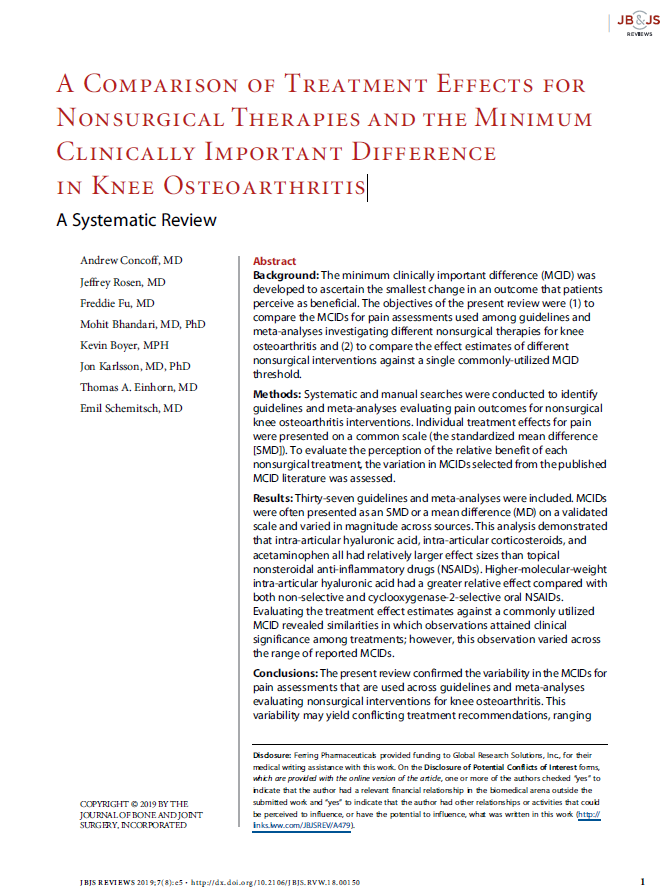 JB&JS
REVIEWS
A COMPARISON OF TREATMENT EFFECTS FOR
NONSURGICAL THERAPIES AND THE MINIMUM
CLINICALLY IMPORTANT DIFFERENCE
IN KNEE OSTEOARTHRITIS
A Systematic Review
Andrew Concoff, MD
Jeffrey Rosen, MD
Freddie Fu, MD
Mohit Bhandari, MD, PhD
Kevin Boyer, MPH
Jon Karlsson, MD, PhD
Thomas A. Einhorn, MD
Emil Schemitsch, MD
COPYRIGHT © 2019 BY THE
JOURNAL OF BONE AND JOINT
SURGERY, INCORPORATED
Abstract
Background: The minimum clinically important difference (MCID) was
developed to ascertain the smallest change in an outcome that patients
perceive as beneficial. The objectives of the present review were (1) to
compare the MCIDs for pain assessments used among guidelines and
meta-analyses investigating different nonsurgical therapies for knee
osteoarthritis and (2) to compare the effect estimates of different
nonsurgical interventions against a single commonly-utilized MCID
threshold.
Methods: Systematic and manual searches were conducted to identify
guidelines and meta-analyses evaluating pain outcomes for nonsurgical
knee osteoarthritis interventions. Individual treatment effects for pain
were presented on a common scale (the standardized mean difference
[SMD]). To evaluate the perception of the relative benefit of each
nonsurgical treatment, the variation in MCIDs selected from the published
MCID literature was assessed.
Results: Thirty-seven guidelines and meta-analyses were included. MCIDs
were often presented as an SMD or a mean difference (MD) on a validated
scale and varied in magnitude across sources. This analysis demonstrated
that intra-articular hyaluronic acid, intra-articular corticosteroids, and
acetaminophen all had relatively larger effect sizes than topical
nonsteroidal anti-inflammatory drugs (NSAIDs). Higher-molecular-weight
intra-articular hyaluronic acid had a greater relative effect compared with
both non-selective and cyclooxygenase-2-selective oral NSAIDs.
Evaluating the treatment effect estimates against a commonly utilized
MCID revealed similarities in which observations attained clinical
significance among treatments; however, this observation varied across
the range of reported MCIDs.
Conclusions: The present review confirmed the variability in the MCIDs for
pain assessments that are used across guidelines and meta-analyses
evaluating nonsurgical interventions for knee osteoarthritis. This
variability may yield conflicting treatment recommendations, ranging
Disclosure: Ferring Pharmaceuticals provided funding to Global Research Solutions, Inc., for their
medical writing assistance with this work. On the Disclosure of Potential Conflicts of Interest forms,
which are provided with the online version of the article, one or more of the authors checked “yes” to
indicate that the author had a relevant financial relationship in the biomedical arena outside the
submitted work and “yes” to indicate that the author had other relationships or activities that could
be perceived to influence, or have the potential to influence, what was written in this work (http://
links.lww.com/JBJSREV/A479).
JBJS REVIEWS 2019;7(8):e5 • http://dx.doi.org/10.2106/JBJS.RVW.18.00150
1